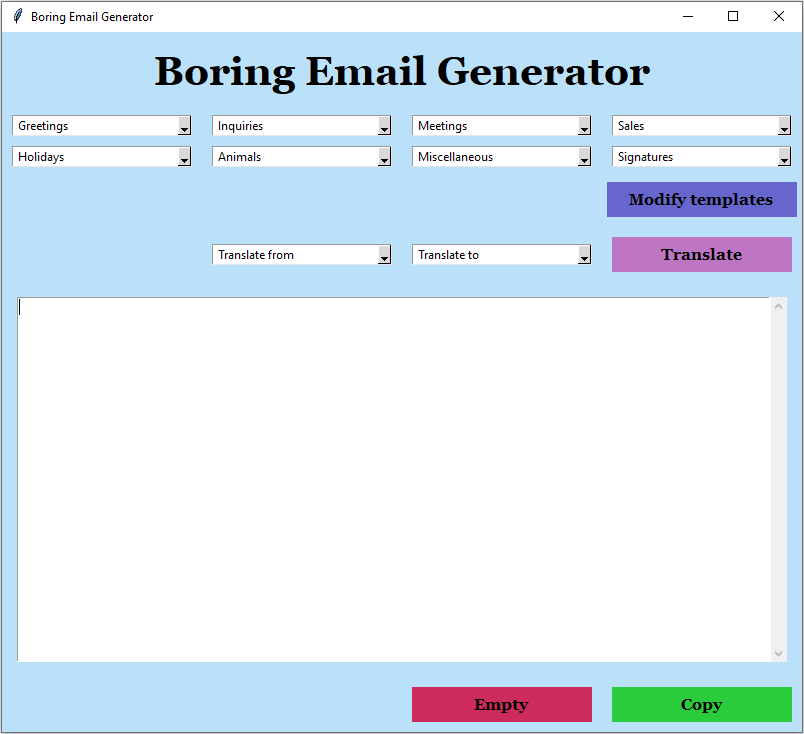 Boring Email Generator
Boring Email Generator
Greetings Inquiries Meetings Sales
Holidays Animals Miscellaneous Signatures
Modify templates
Translate from Translate to Translate
Empty Copy